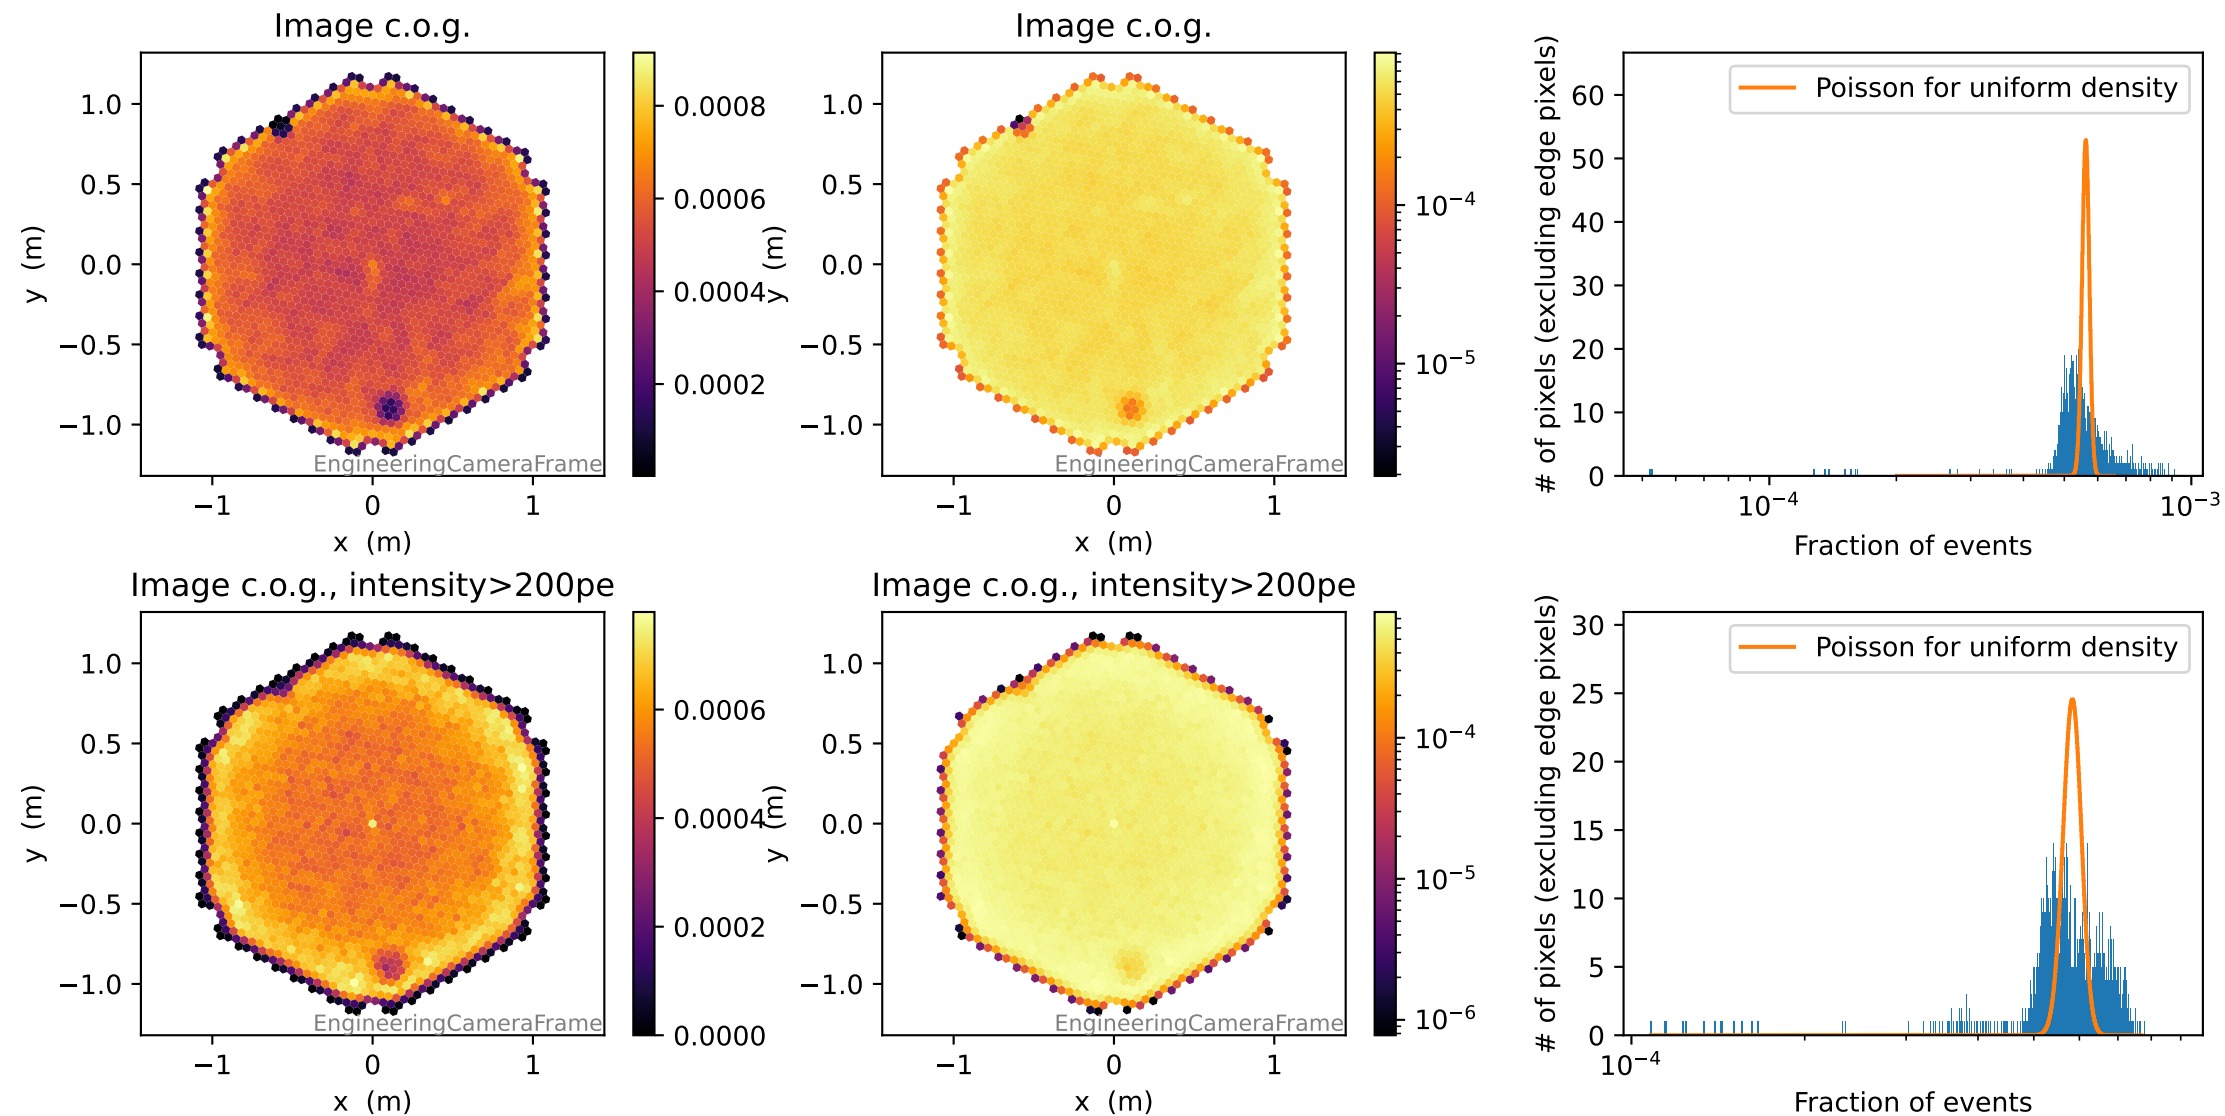 Image c.o.g.
1.0
0.5
0.0
−0.5
−1.0
y (m)
−1
0
1
x (m)
EngineeringCameraFrame
0.0008
0.0006
0.0004
0.0002
Image c.o.g.
1.0
0.5
0.0
−0.5
−1.0
y (m)
−1
0
1
x (m)
EngineeringCameraFrame
10⁻⁴
10⁻⁵
# of pixels (excluding edge pixels)
60
50
40
30
20
10
0
Poisson for uniform density
10⁻⁴
10⁻³
Fraction of events
Image c.o.g., intensity>200pe
1.0
0.5
0.0
−0.5
−1.0
y (m)
−1
0
1
x (m)
EngineeringCameraFrame
0.0006
0.0004
0.0002
0.0000
Image c.o.g., intensity>200pe
1.0
0.5
0.0
−0.5
−1.0
y (m)
−1
0
1
x (m)
EngineeringCameraFrame
10⁻⁴
10⁻⁵
10⁻⁶
# of pixels (excluding edge pixels)
30
25
20
15
10
5
0
Poisson for uniform density
10⁻⁴
Fraction of events